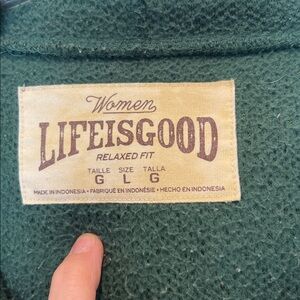 Women
LIFEISGOOD
RELAXED FIT
TAILLE SIZE TALLA
G L G
MADE IN INDONESIA • FABRIQUÉ EN INDONÉSIE • HECHO EN INDONESIA